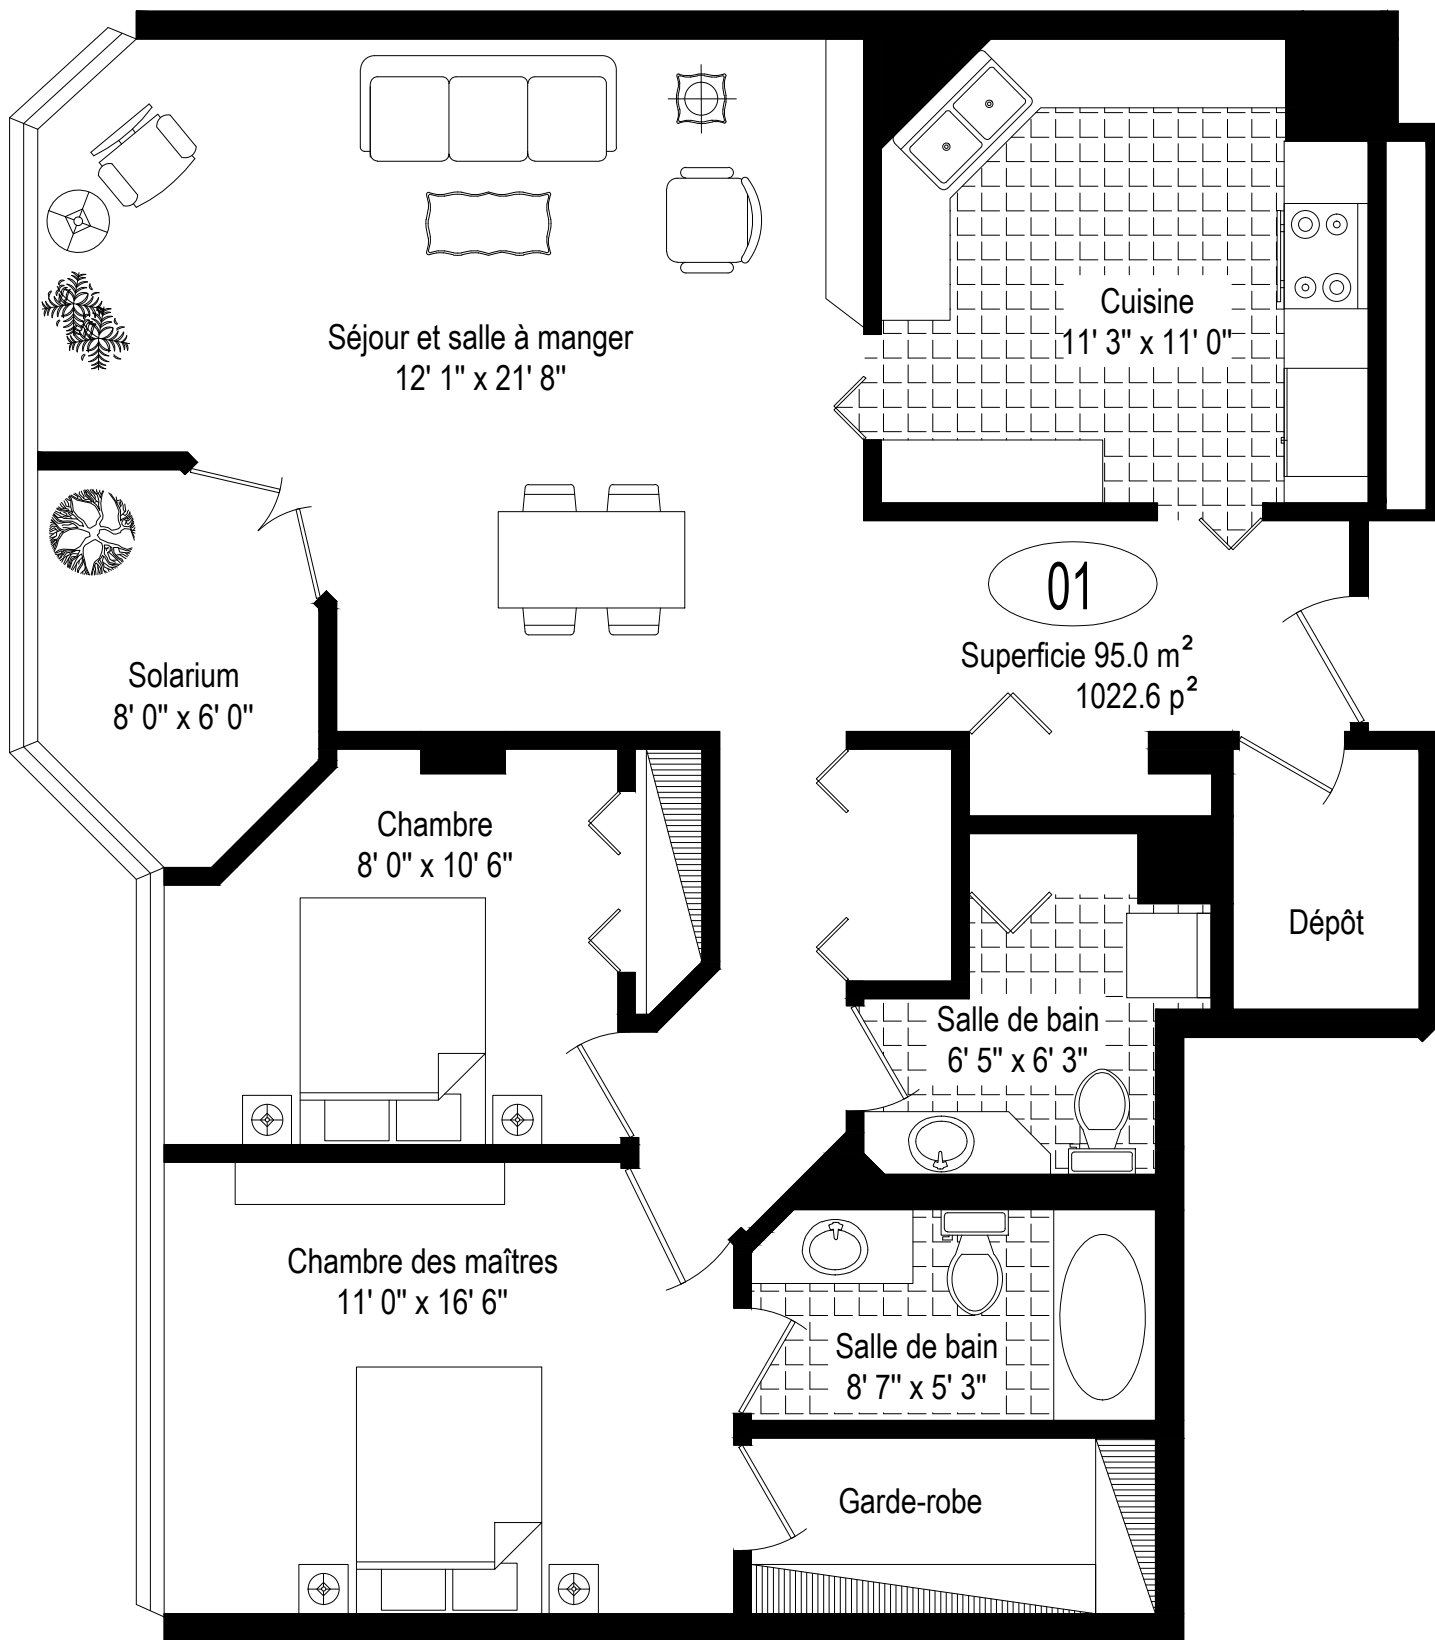 Cuisine
11' 3" x 11' 0"
Séjour et salle à manger
12' 1" x 21' 8"
01
Superficie 95.0 m²
1022.6 p²
Solarium
8' 0" x 6' 0"
Chambre
8' 0" x 10' 6"
Dépôt
Salle de bain
6' 5" x 6' 3"
Chambre des maîtres
11' 0" x 16' 6"
Salle de bain
8' 7" x 5' 3"
Garde-robe